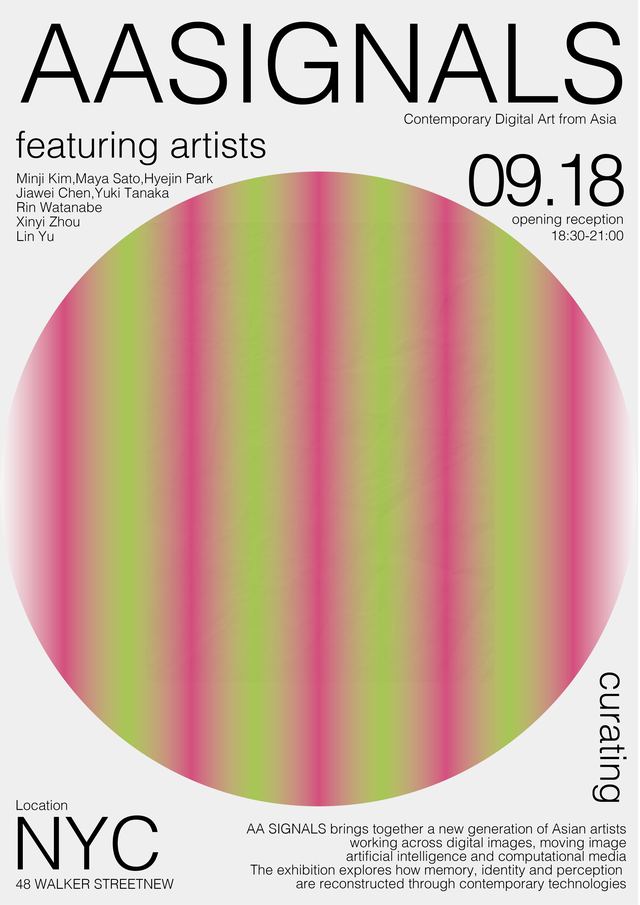 AASIGNALS
Contemporary Digital Art from Asia
featuring artists
Minji Kim,Maya Sato,Hyejin Park
Jiawei Chen,Yuki Tanaka
Rin Watanabe
Xinyi Zhou
Lin Yu
09.18
opening reception
18:30-21:00
curating
Location
NYC
48 WALKER STREETNEW
AA SIGNALS brings together a new generation of Asian artists
working across digital images, moving image
artificial intelligence and computational media
The exhibition explores how memory, identity and perception
are reconstructed through contemporary technologies